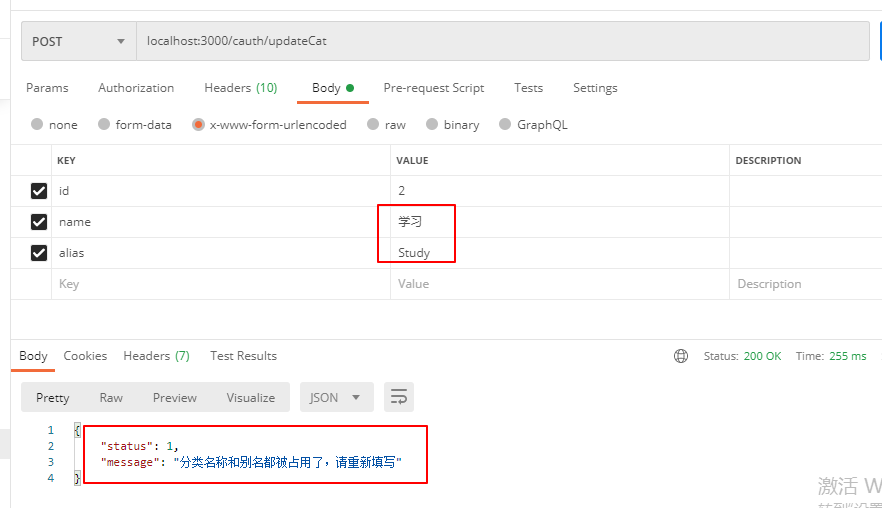 POST localhost:3000/cauth/updateCat
Params Authorization Headers (10) Body Pre-request Script Tests Settings
none form-data x-www-form-urlencoded raw binary GraphQL
KEY VALUE DESCRIPTION
id 2
name 学习
alias Study
Key Value Description
Body Cookies Headers (7) Test Results Status: 200 OK Time: 255 ms
Pretty Raw Preview Visualize JSON
1 {
2 "status": 1,
3 "message": "分类名称和别名都被占用了，请重新填写"
4 }
激活 W